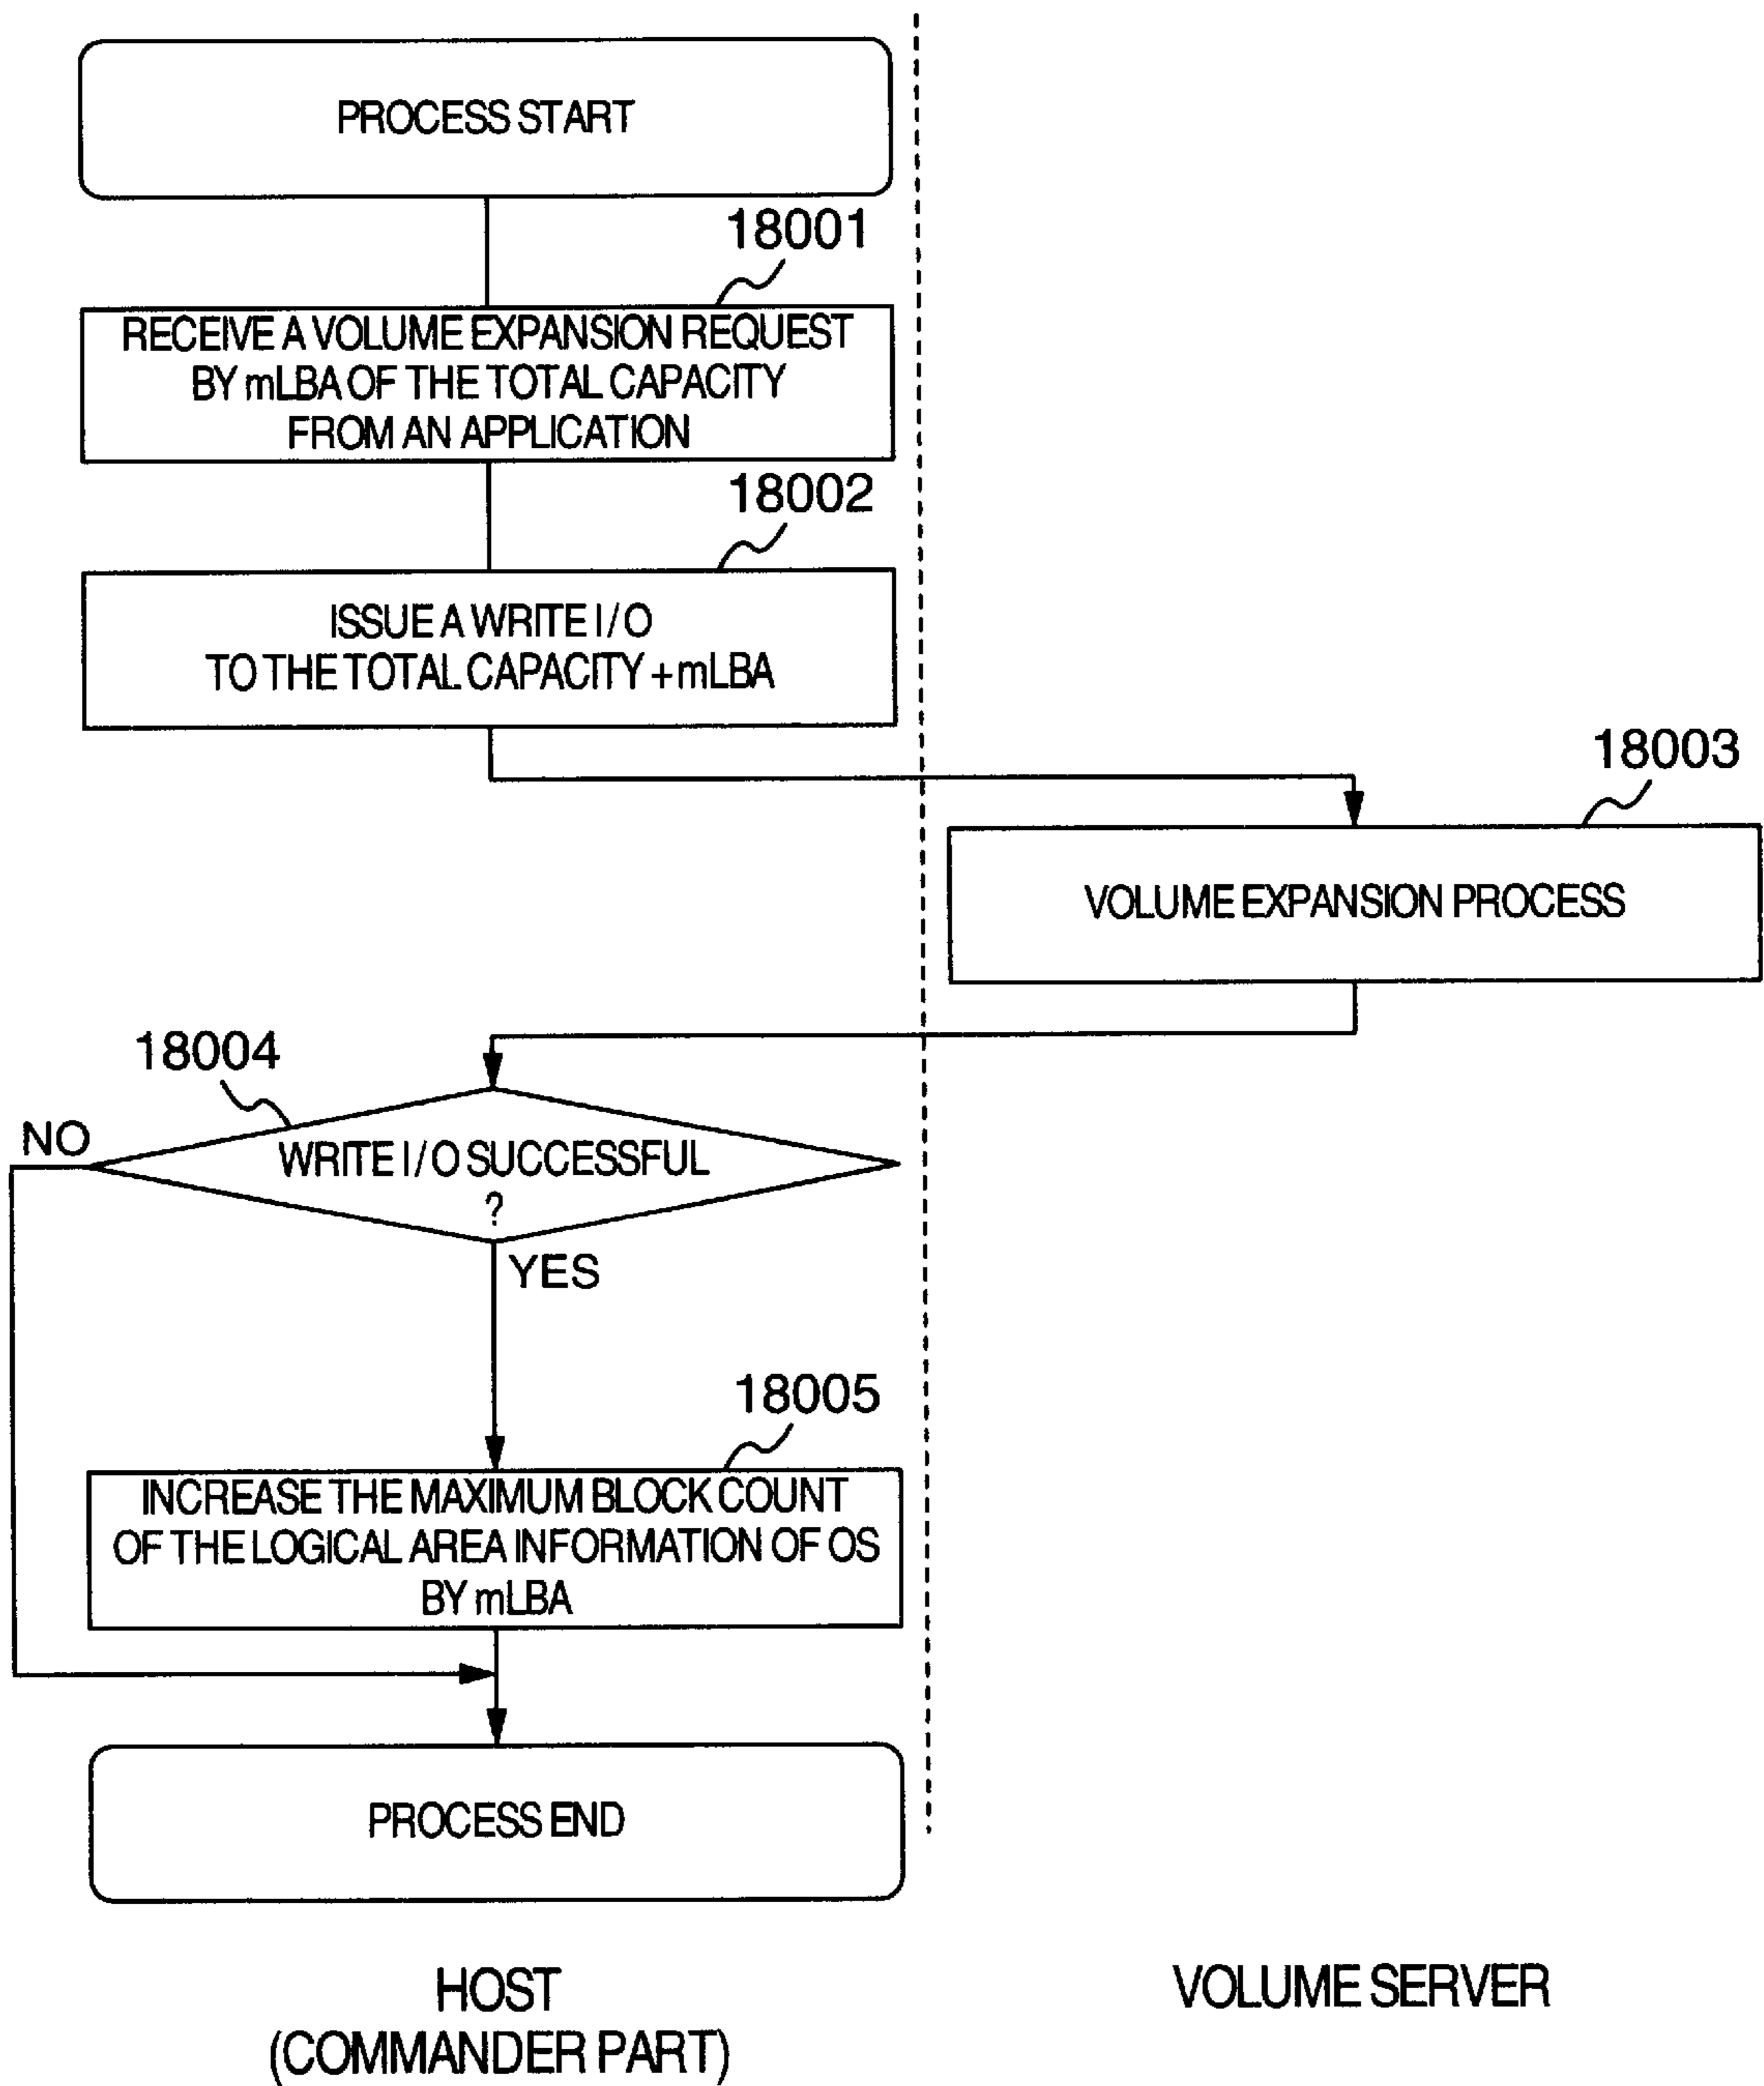 PROCESS START
18001
RECEIVE A VOLUME EXPANSION REQUEST
BY mLBA OF THE TOTAL CAPACITY
FROM AN APPLICATION
18002
ISSUE A WRITE I/O
TO THE TOTAL CAPACITY +mLBA
18003
VOLUME EXPANSION PROCESS
18004
NO
WRITE I/O SUCCESSFUL
?
YES
18005
INCREASE THE MAXIMUM BLOCK COUNT
OF THE LOGICAL AREA INFORMATION OF OS
BY mLBA
PROCESS END
HOST
(COMMANDER PART)
VOLUME SERVER